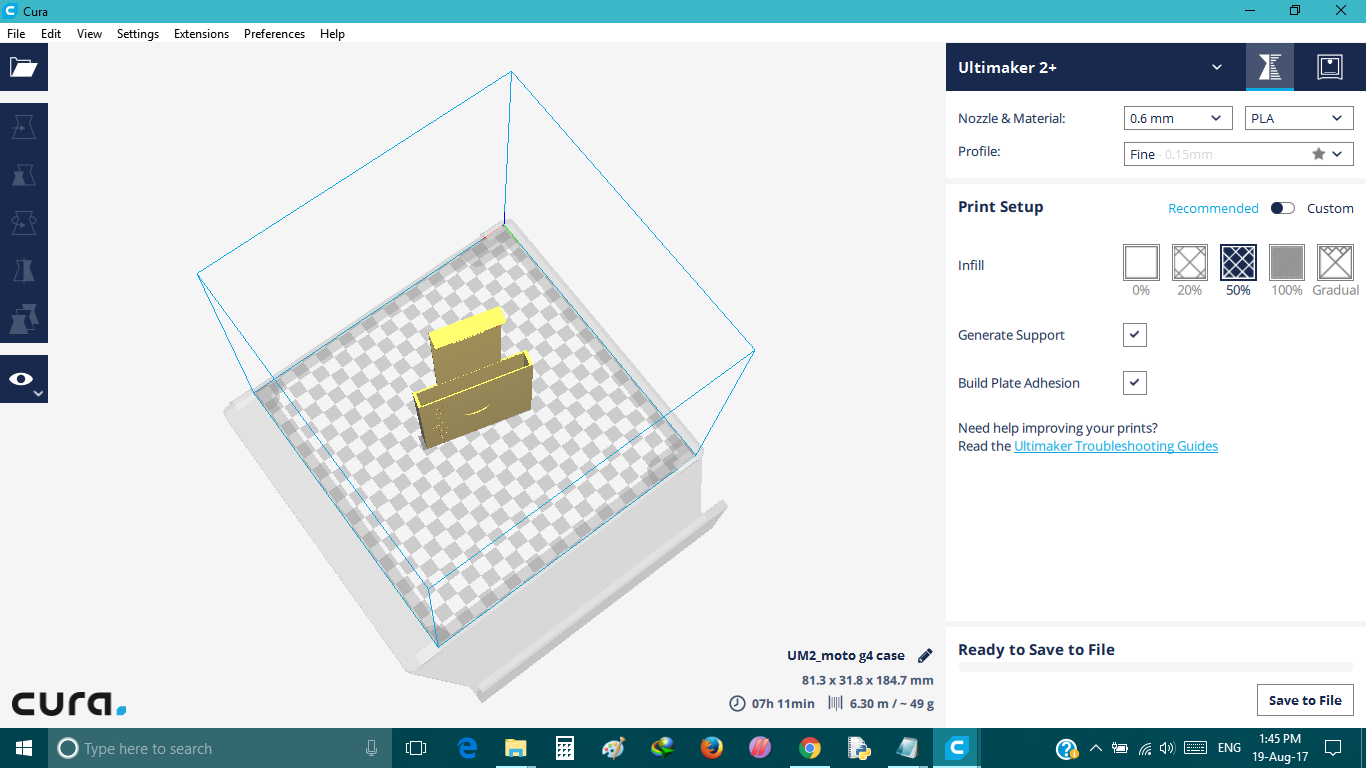 Cura
File Edit View Settings Extensions Preferences Help
Ultimaker 2+
Nozzle & Material: 0.6 mm PLA
Profile: Fine - 0.15mm
Print Setup Recommended Custom
Infill
0% 20% 50% 100% Gradual
Generate Support
Build Plate Adhesion
Need help improving your prints?
Read the Ultimaker Troubleshooting Guides
UM2_moto g4 case
81.3 x 31.8 x 184.7 mm
07h 11min 6.30 m / ~ 49 g
Ready to Save to File
Save to File
cura.
Type here to search
ENG
1:45 PM
19-Aug-17